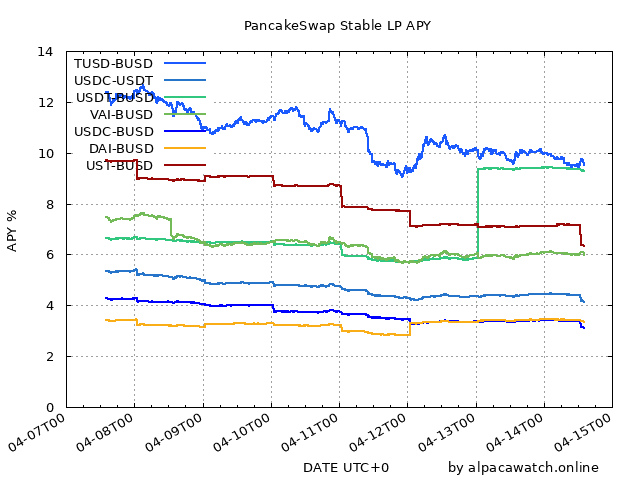 PancakeSwap Stable LP APY
14
12
10
8
6
4
2
0
APY %
TUSD-BUSD
USDC-USDT
USDT-BUSD
VAI-BUSD
USDC-BUSD
DAI-BUSD
UST-BUSD
04-07T00
04-08T00
04-09T00
04-10T00
04-11T00
04-12T00
04-13T00
04-14T00
04-15T00
DATE UTC+0
by alpacawatch.online